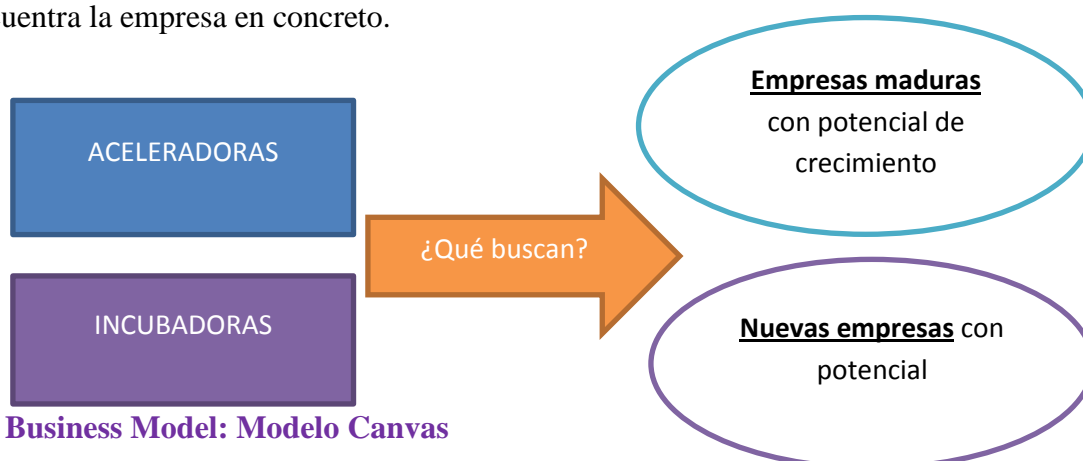 cuentra la empresa en concreto.
ACELERADORAS
Empresas maduras
con potencial de
crecimiento
¿Qué buscan?
INCUBADORAS
Nuevas empresas con
potencial
Business Model: Modelo Canvas